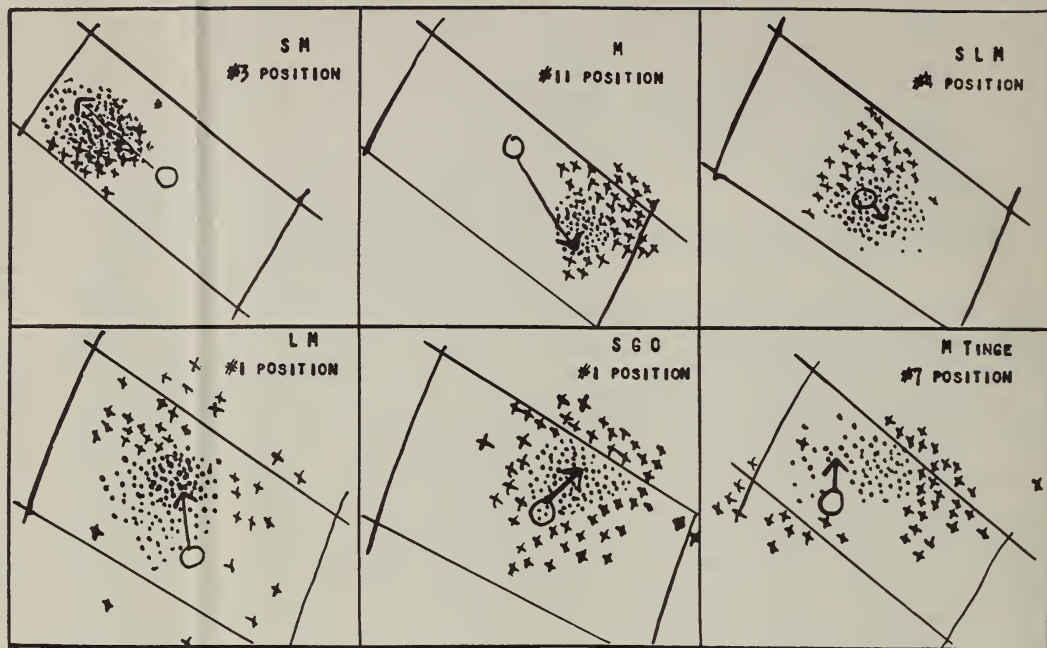 S M
#3 POSITION
M
#11 POSITION
S L M
#4 POSITION
L M
#1 POSITION
S G O
#1 POSITION
M TINGE
#7 POSITION